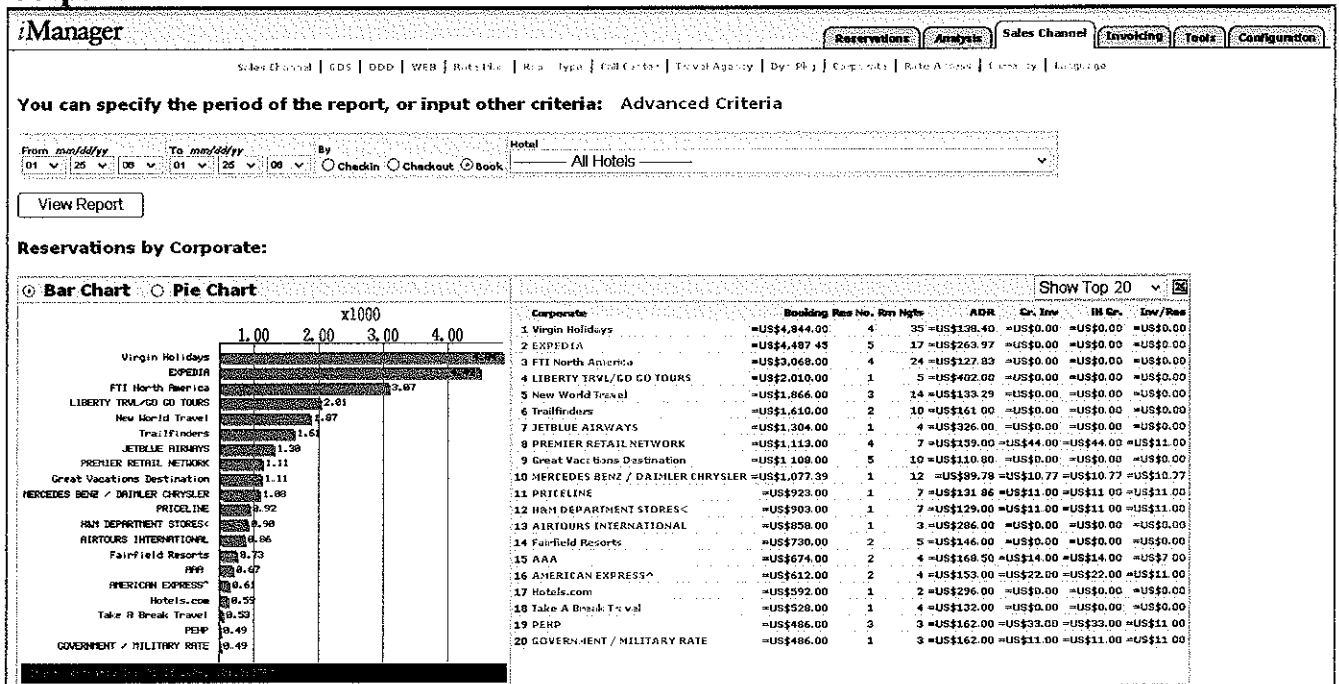 iManager
Reservations Analysis Sales Channel Invoicing Tools Configuration
Sales Channel | GDS | ODD | WEB | Rate | Type | Call Center | Travel Agency | Dyn Pkg | Corporate | Rate Access | Currency | Language
You can specify the period of the report, or input other criteria: Advanced Criteria
From mm/dd/yy To mm/dd/yy By Hotel
01 25 08 01 25 08 Checkin Checkout Book All Hotels
View Report
Reservations by Corporate:
Bar Chart Pie Chart Show Top 20
x1000
1.00 2.00 3.00 4.00
Virgin Holidays
EXPEDIA
FTI North America 3.07
LIBERTY TRVL/GO GO TOURS 2.01
New World Travel 1.87
Trailfinders 1.61
JETBLUE AIRWAYS 1.30
PREMIER RETAIL NETWORK 1.11
Great Vacations Destination 1.11
MERCEDES BENZ / DAIMLER CHRYSLER 1.08
PRICELINE 0.92
H&M DEPARTMENT STORES< 0.90
AIRTOURS INTERNATIONAL 0.86
Fairfield Resorts 0.73
AAA 0.67
AMERICAN EXPRESS^ 0.61
Hotels.com 0.59
Take A Break Travel 0.53
PEHP 0.49
GOVERNMENT / MILITARY RATE 0.49
Corporate Booking Res No. Rm Ngts ADR Cr. Inv IH Cr. Inv/Res
1 Virgin Holidays =US$4,844.00 4 35 =US$138.40 =US$0.00 =US$0.00 =US$0.00
2 EXPEDIA =US$4,487.45 5 17 =US$263.97 =US$0.00 =US$0.00 =US$0.00
3 FTI North America =US$3,068.00 4 24 =US$127.83 =US$0.00 =US$0.00 =US$0.00
4 LIBERTY TRVL/GO GO TOURS =US$2,010.00 1 5 =US$402.00 =US$0.00 =US$0.00 =US$0.00
5 New World Travel =US$1,866.00 3 14 =US$133.29 =US$0.00 =US$0.00 =US$0.00
6 Trailfinders =US$1,610.00 2 10 =US$161.00 =US$0.00 =US$0.00 =US$0.00
7 JETBLUE AIRWAYS =US$1,304.00 1 4 =US$326.00 =US$0.00 =US$0.00 =US$0.00
8 PREMIER RETAIL NETWORK =US$1,113.00 4 7 =US$159.00 =US$44.00 =US$44.00 =US$11.00
9 Great Vacations Destination =US$1,108.00 5 10 =US$110.80 =US$0.00 =US$0.00 =US$0.00
10 MERCEDES BENZ / DAIMLER CHRYSLER =US$1,077.39 1 12 =US$89.78 =US$10.77 =US$10.77 =US$10.77
11 PRICELINE =US$923.00 1 7 =US$131.86 =US$11.00 =US$11.00 =US$11.00
12 H&M DEPARTMENT STORES< =US$903.00 1 7 =US$129.00 =US$11.00 =US$11.00 =US$11.00
13 AIRTOURS INTERNATIONAL =US$858.00 1 3 =US$286.00 =US$0.00 =US$0.00 =US$0.00
14 Fairfield Resorts =US$730.00 2 5 =US$146.00 =US$0.00 =US$0.00 =US$0.00
15 AAA =US$674.00 2 4 =US$168.50 =US$14.00 =US$14.00 =US$7.00
16 AMERICAN EXPRESS^ =US$612.00 2 4 =US$153.00 =US$22.00 =US$22.00 =US$11.00
17 Hotels.com =US$592.00 1 2 =US$296.00 =US$0.00 =US$0.00 =US$0.00
18 Take A Break Travel =US$528.00 1 4 =US$132.00 =US$0.00 =US$0.00 =US$0.00
19 PEHP =US$486.00 3 3 =US$162.00 =US$33.00 =US$33.00 =US$11.00
20 GOVERNMENT / MILITARY RATE =US$486.00 1 3 =US$162.00 =US$11.00 =US$11.00 =US$11.00